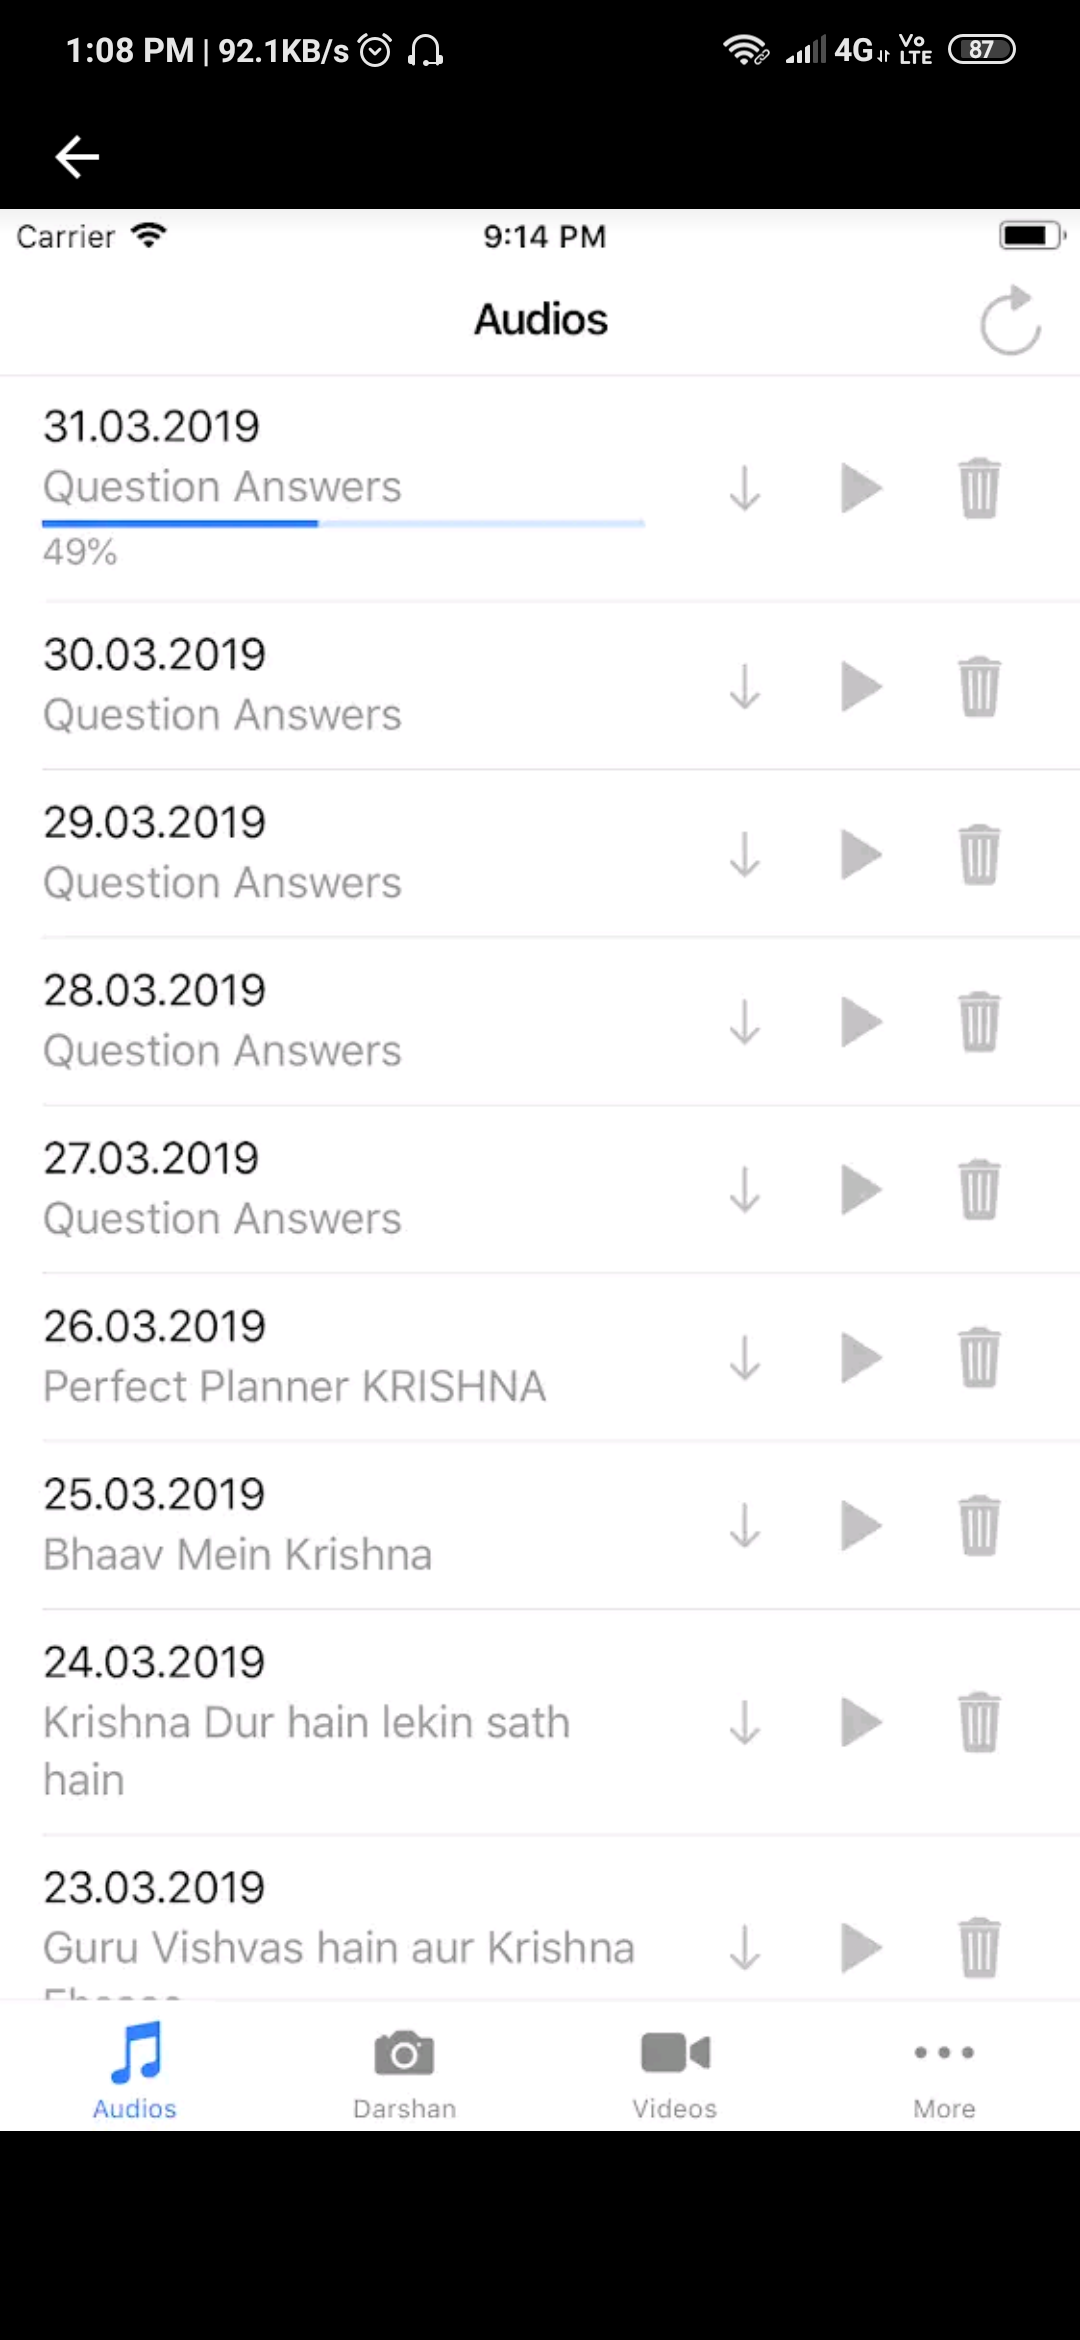 1:08 PM | 92.1KB/s 4G Vo LTE 87
Carrier 9:14 PM
Audios
31.03.2019
Question Answers
49%
30.03.2019
Question Answers
29.03.2019
Question Answers
28.03.2019
Question Answers
27.03.2019
Question Answers
26.03.2019
Perfect Planner KRISHNA
25.03.2019
Bhaav Mein Krishna
24.03.2019
Krishna Dur hain lekin sath
hain
23.03.2019
Guru Vishvas hain aur Krishna
Audios Darshan Videos More